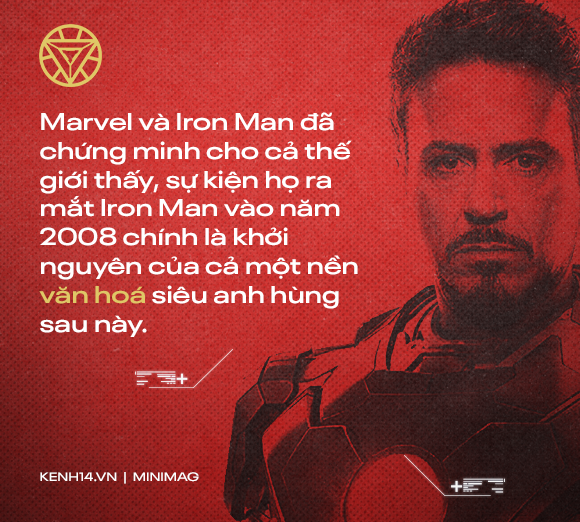 Marvel và Iron Man đã
chứng minh cho cả thế
giới thấy, sự kiện họ ra
mắt Iron Man vào năm
2008 chính là khởi
nguyên của cả một nền
văn hoá siêu anh hùng
sau này.
KENH14.VN | MINIMAG